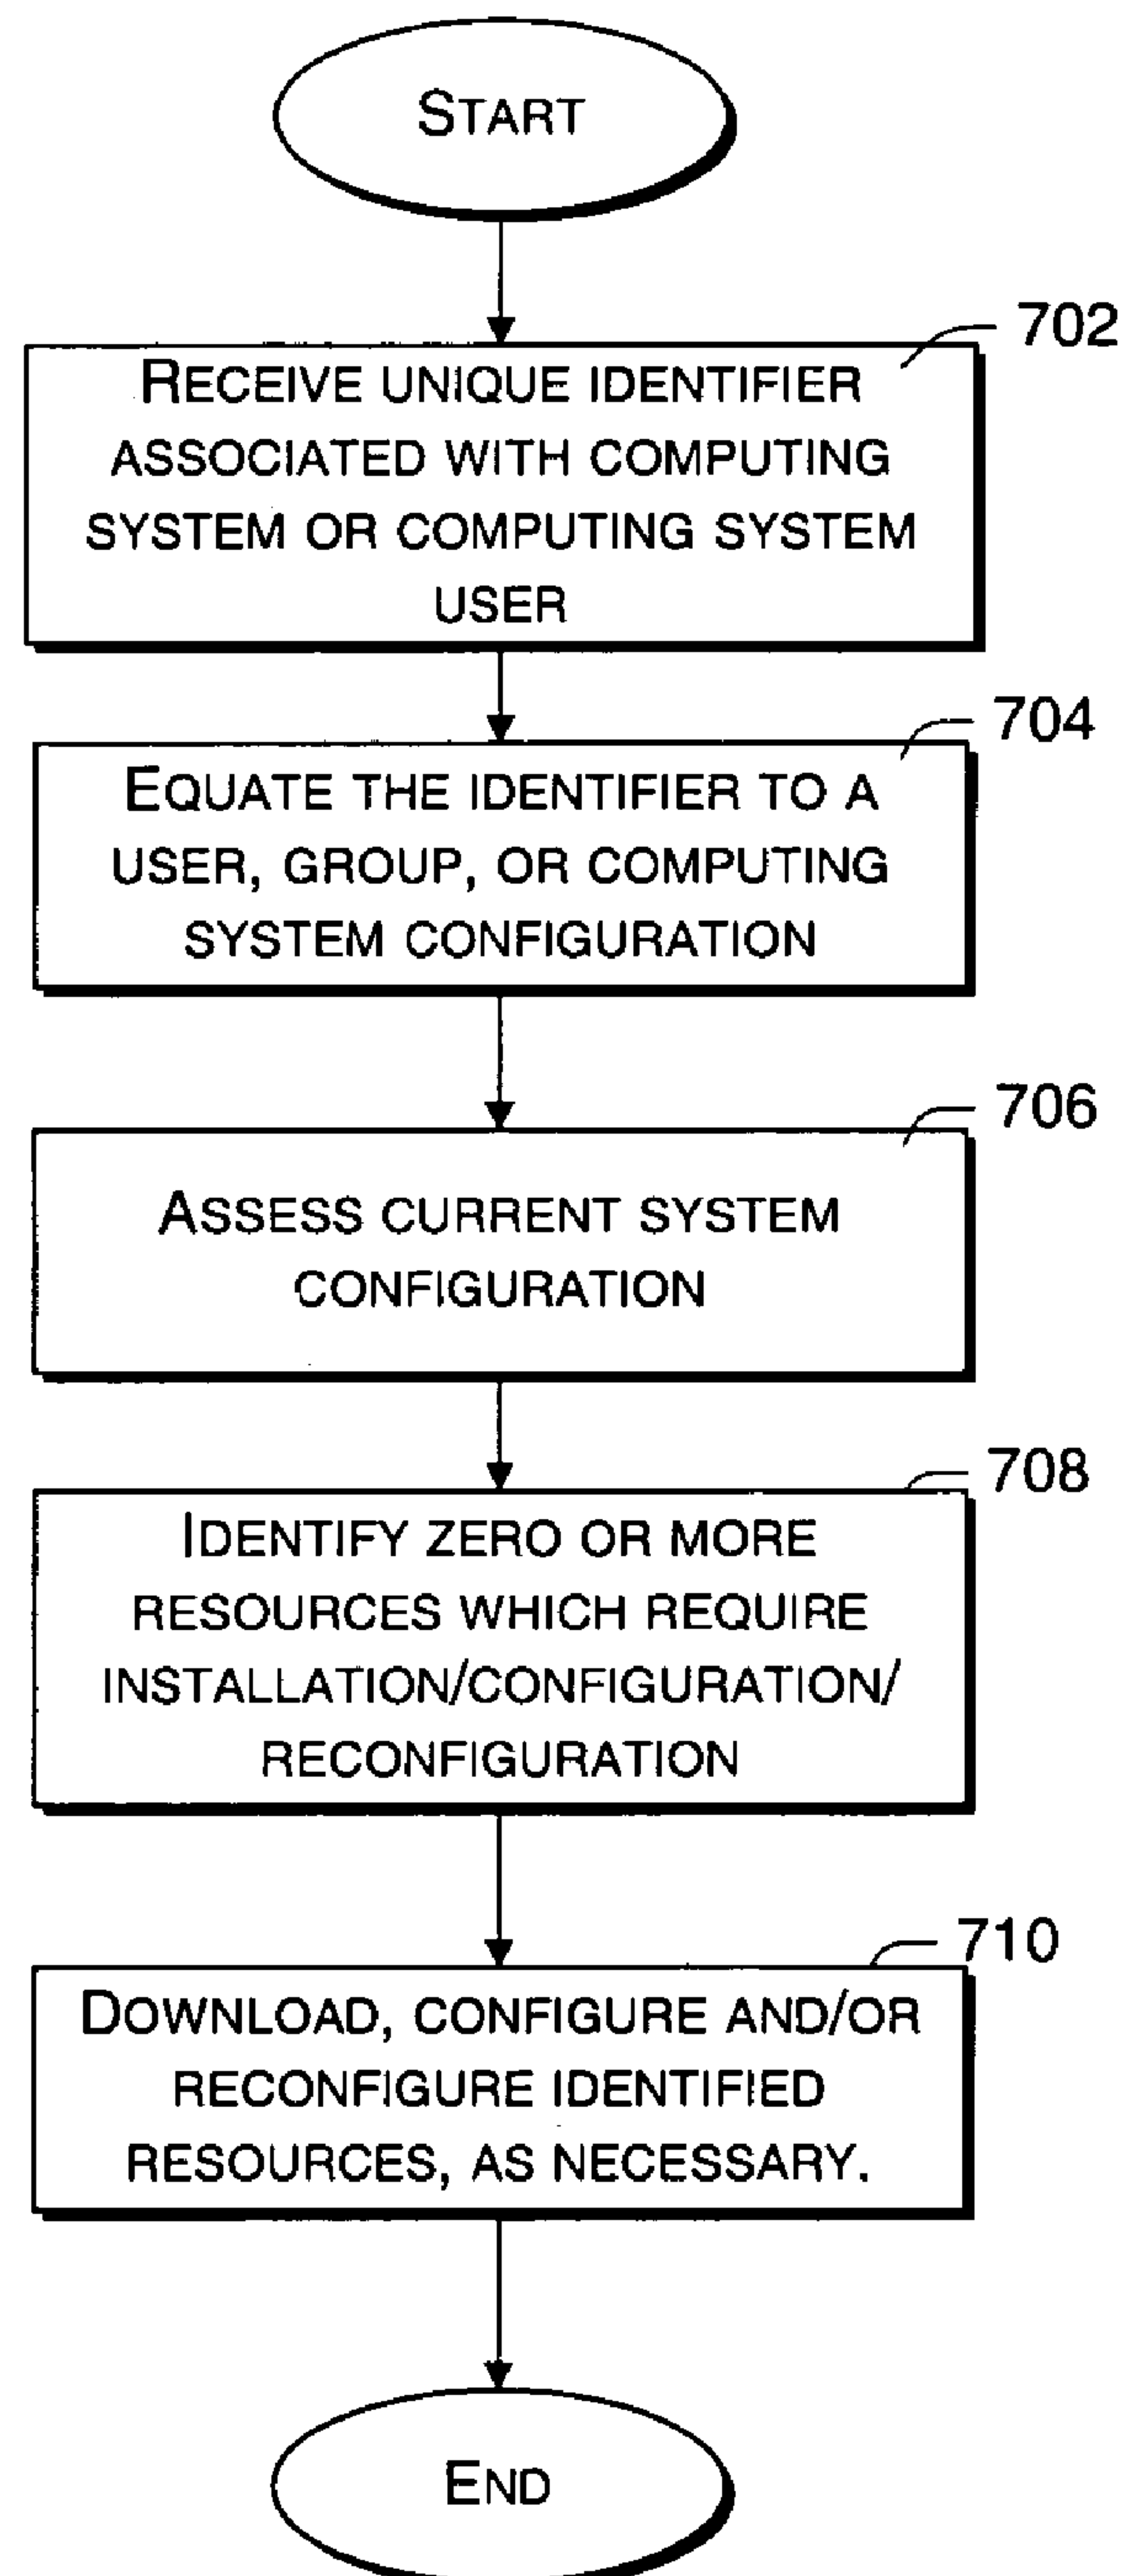 START
702
RECEIVE UNIQUE IDENTIFIER
ASSOCIATED WITH COMPUTING
SYSTEM OR COMPUTING SYSTEM
USER
704
EQUATE THE IDENTIFIER TO A
USER, GROUP, OR COMPUTING
SYSTEM CONFIGURATION
706
ASSESS CURRENT SYSTEM
CONFIGURATION
708
IDENTIFY ZERO OR MORE
RESOURCES WHICH REQUIRE
INSTALLATION/CONFIGURATION/
RECONFIGURATION
710
DOWNLOAD, CONFIGURE AND/OR
RECONFIGURE IDENTIFIED
RESOURCES, AS NECESSARY.
END